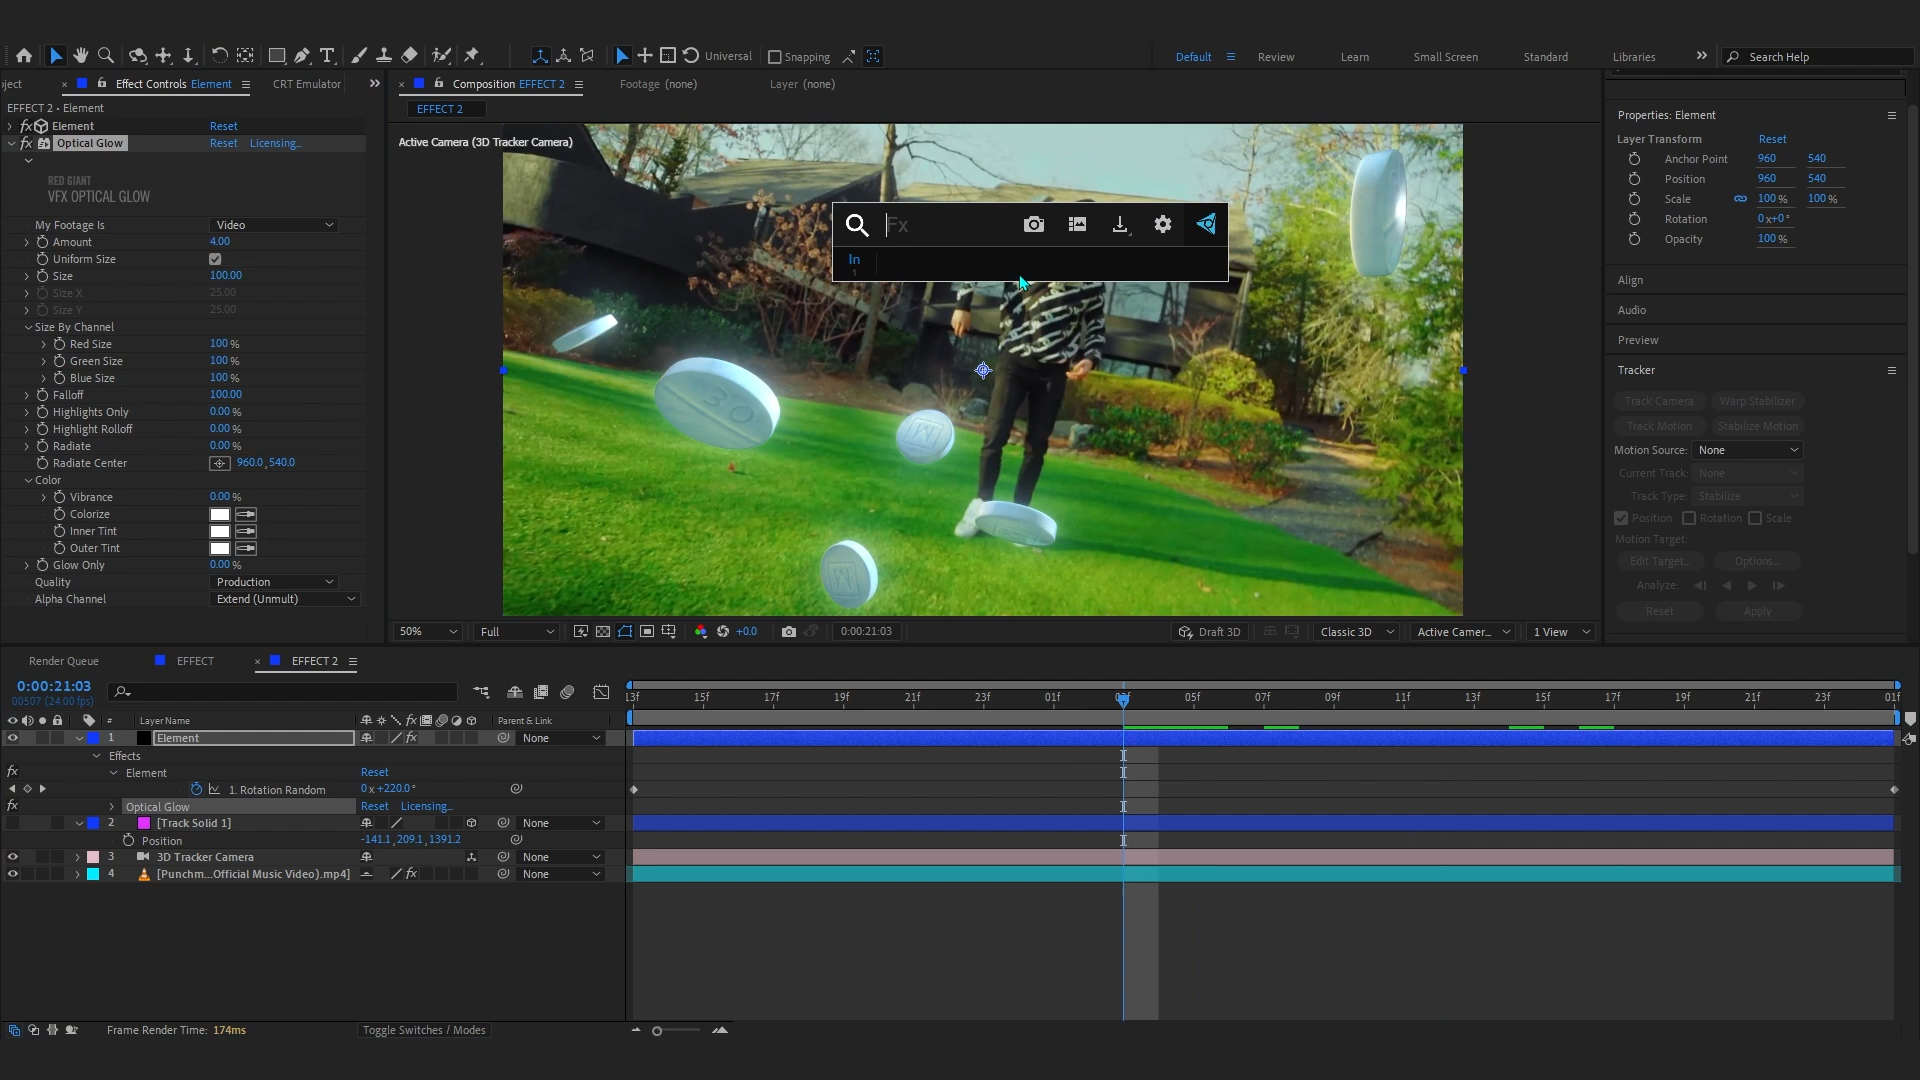 Universal
Snapping
Default
Review
Learn
Small Screen
Standard
Libraries
Search Help
oject
Effect Controls Element
CRT Emulator
Composition EFFECT 2
Footage (none)
Layer (none)
EFFECT 2 • Element
fx Element Reset
fx Optical Glow Reset Licensing...
RED GIANT
VFX OPTICAL GLOW
My Footage Is Video
Amount 4.00
Uniform Size
Size 100.00
Size X 25.00
Size Y 25.00
Size By Channel
Red Size 100 %
Green Size 100 %
Blue Size 100 %
Falloff 100.00
Highlights Only 0.00 %
Highlight Rolloff 0.00 %
Radiate 0.00 %
Radiate Center 960.0, 540.0
Color
Vibrance 0.00 %
Colorize
Inner Tint
Outer Tint
Glow Only 0.00 %
Quality Production
Alpha Channel Extend (Unmult)
EFFECT 2
Active Camera (3D Tracker Camera)
Fx
In
1
30
M
M
50%
Full
+0.0
0:00:21:03
Draft 3D
Classic 3D
Active Camer...
1 View
Properties: Element
Layer Transform Reset
Anchor Point 960 540
Position 960 540
Scale 100 % 100 %
Rotation 0 x+0 °
Opacity 100 %
Align
Audio
Preview
Tracker
Track Camera Warp Stabilizer
Track Motion Stabilize Motion
Motion Source: None
Current Track: None
Track Type: Stabilize
Position Rotation Scale
Motion Target:
Edit Target... Options...
Analyze:
Reset Apply
Render Queue
EFFECT
EFFECT 2
0:00:21:03
00507 (24.00 fps)
13f 15f 17f 19f 21f 23f 01f 03f 05f 07f 09f 11f 13f 15f 17f 19f 21f 23f 01f
# Layer Name fx Parent & Link
1 Element fx None
Effects
fx Element Reset
1. Rotation Random 0 x +220.0 °
fx Optical Glow Reset Licensing...
2 [Track Solid 1] None
Position -141.1, 209.1, 1391.2
3 3D Tracker Camera None
4 [Punchm...Official Music Video).mp4] fx None
Frame Render Time: 174ms
Toggle Switches / Modes